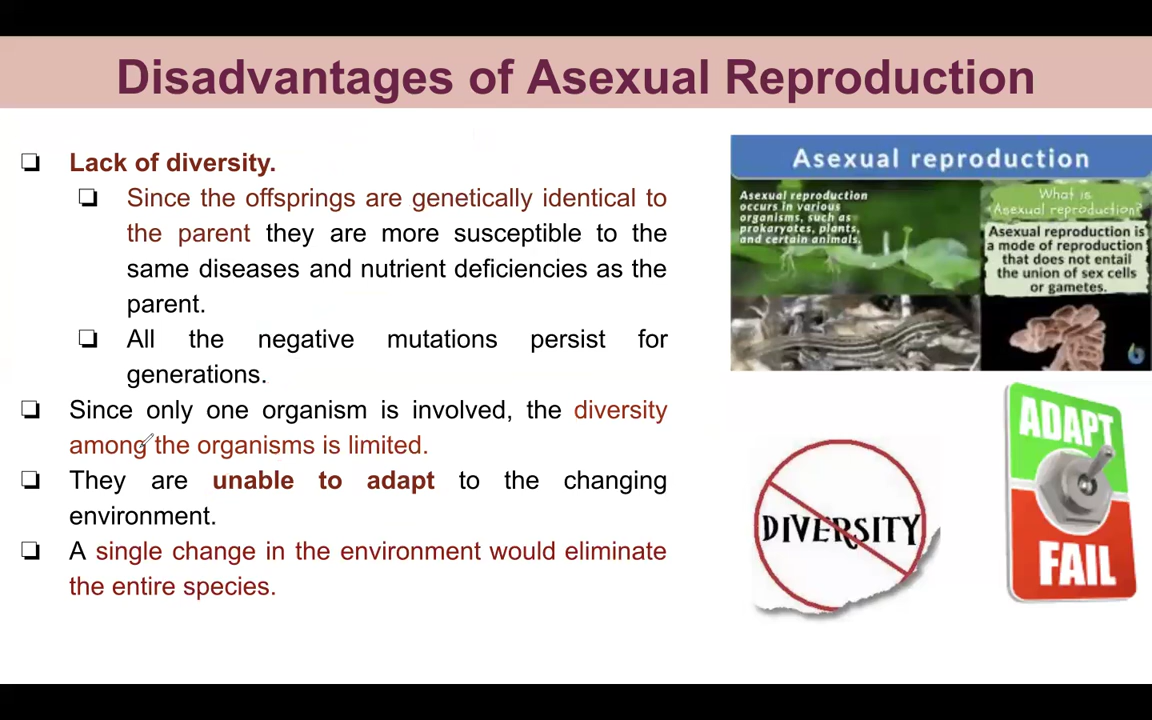 Disadvantages of Asexual Reproduction
Lack of diversity.
Since the offsprings are genetically identical to
the parent they are more susceptible to the
same diseases and nutrient deficiencies as the
parent.
All the negative mutations persist for
generations.
Since only one organism is involved, the diversity
among the organisms is limited.
They are unable to adapt to the changing
environment.
A single change in the environment would eliminate
the entire species.
Asexual reproduction
Asexual reproduction
occurs in various
organisms, such as
prokaryotes, plants,
and certain animals.
What is
Asexual reproduction?
Asexual reproduction is
a mode of reproduction
that does not entail
the union of sex cells
or gametes.
DIVERSITY
ADAPT
FAIL